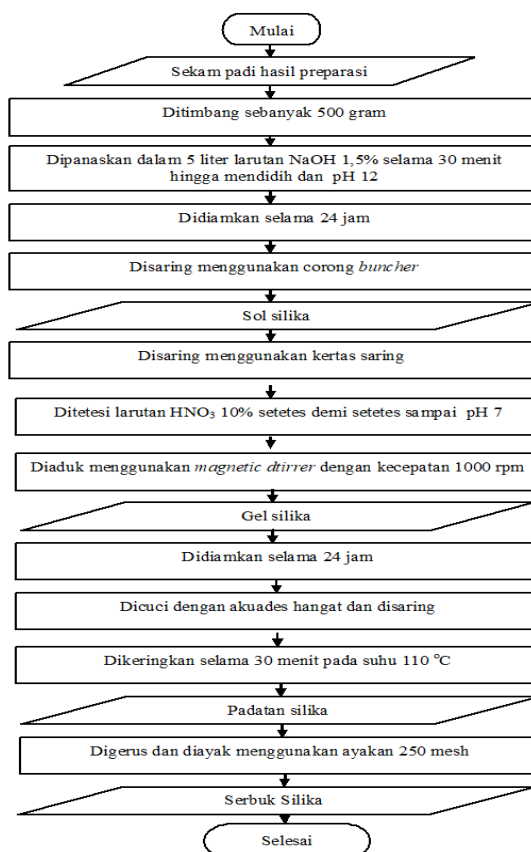 Mulai
Sekam padi hasil preparasi
Ditimbang sebanyak 500 gram
Dipanaskan dalam 5 liter larutan NaOH 1,5% selama 30 menit
hingga mendidih dan pH 12
Didiamkan selama 24 jam
Disaring menggunakan corong buncher
Sol silika
Disaring menggunakan kertas saring
Ditetesi larutan HNO₃ 10% setetes demi setetes sampai pH 7
Diaduk menggunakan magnetic dtirrer dengan kecepatan 1000 rpm
Gel silika
Didiamkan selama 24 jam
Dicuci dengan akuades hangat dan disaring
Dikeringkan selama 30 menit pada suhu 110 °C
Padatan silika
Digerus dan diayak menggunakan ayakan 250 mesh
Serbuk Silika
Selesai